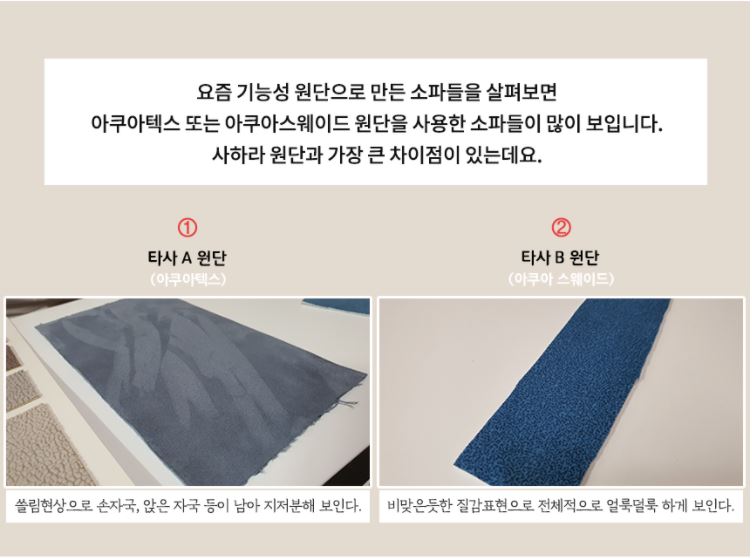 요즘 기능성 원단으로 만든 소파들을 살펴보면
아쿠아텍스 또는 아쿠아스웨이드 원단을 사용한 소파들이 많이 보입니다.
사하라 원단과 가장 큰 차이점이 있는데요.
①
타사 A 원단
(아쿠아텍스)
쏠림현상으로 손자국, 앉은 자국 등이 남아 지저분해 보인다.
②
타사 B 원단
(아쿠아 스웨이드)
비맞은듯한 질감표현으로 전체적으로 얼룩덜룩 하게 보인다.